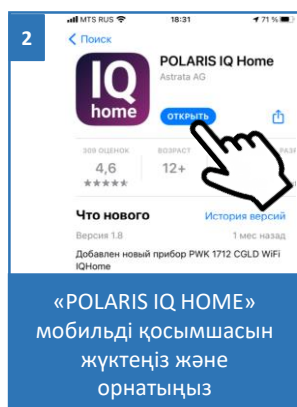 MTS RUS 18:31 71 %
2
Поиск
IQ
home
POLARIS IQ Home
Astrata AG
ОТКРЫТЬ
309 ОЦЕНОК ВОЗРАСТ РАЗР
4,6 12+
Что нового История версий
Версия 1.8 1 мес назад
Добавлен новый прибор PWK 1712 CGLD WiFi
IQHome
«POLARIS IQ HOME»
мобильді қосымшасын
жүктеңіз және
орнатыңыз